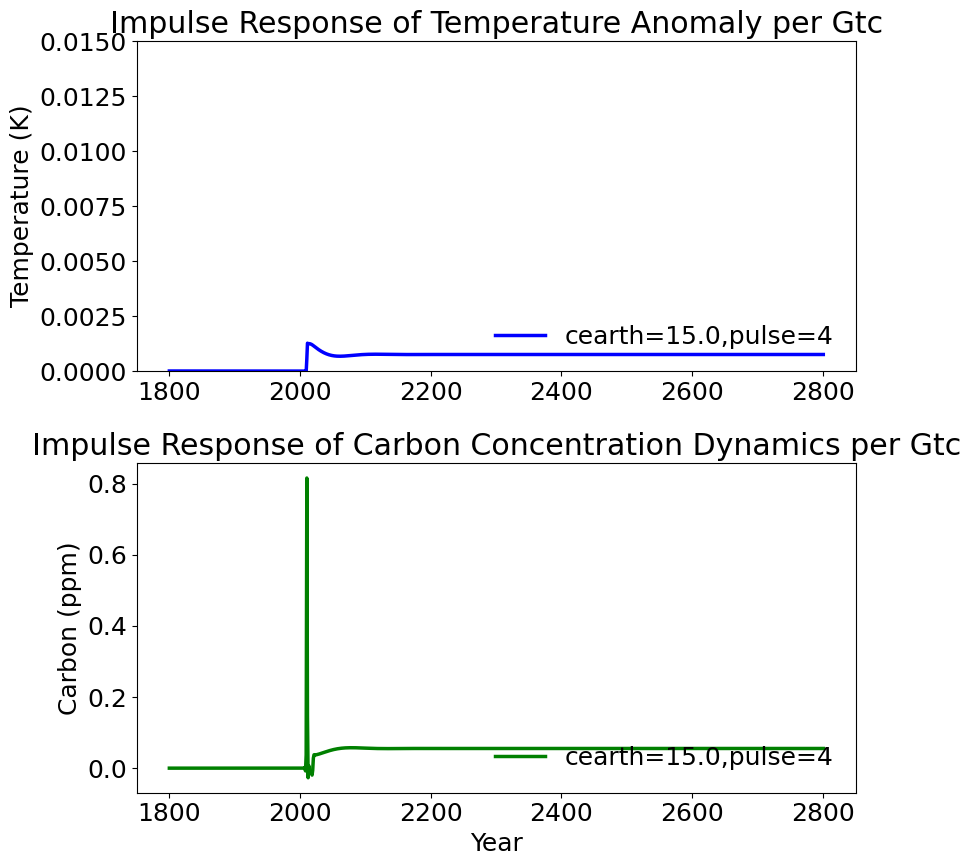 Impulse Response of Temperature Anomaly per Gtc
0.0150
0.0125
0.0100
0.0075
0.0050
0.0025
0.0000
Temperature (K)
cearth=15.0,pulse=4
1800 2000 2200 2400 2600 2800
Impulse Response of Carbon Concentration Dynamics per Gtc
0.8
0.6
0.4
0.2
0.0
Carbon (ppm)
cearth=15.0,pulse=4
1800 2000 2200 2400 2600 2800
Year